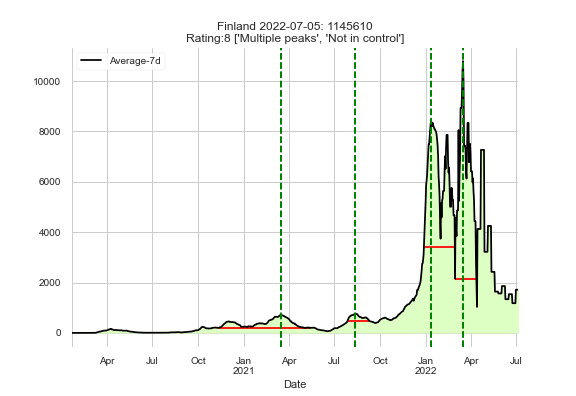 Finland 2022-07-05: 1145610
Rating:8 ['Multiple peaks', 'Not in control']
Average-7d
10000
8000
6000
4000
2000
0
Apr Jul Oct Jan Apr Jul Oct Jan Apr Jul
2021 2022
Date